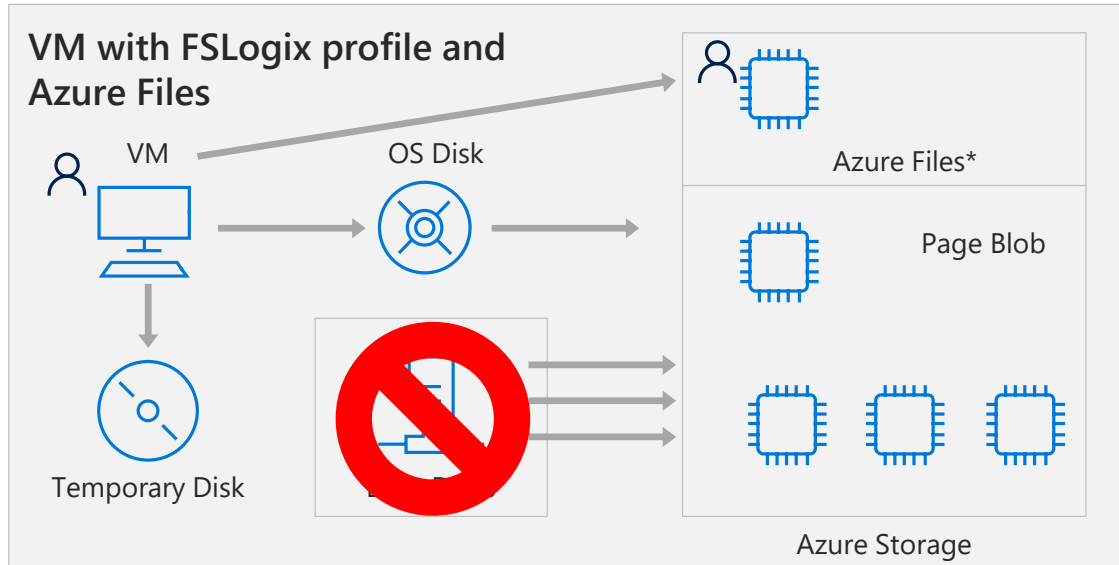 VM with FSLogix profile and
Azure Files
VM
OS Disk
Azure Files*
Page Blob
Temporary Disk
Azure Storage